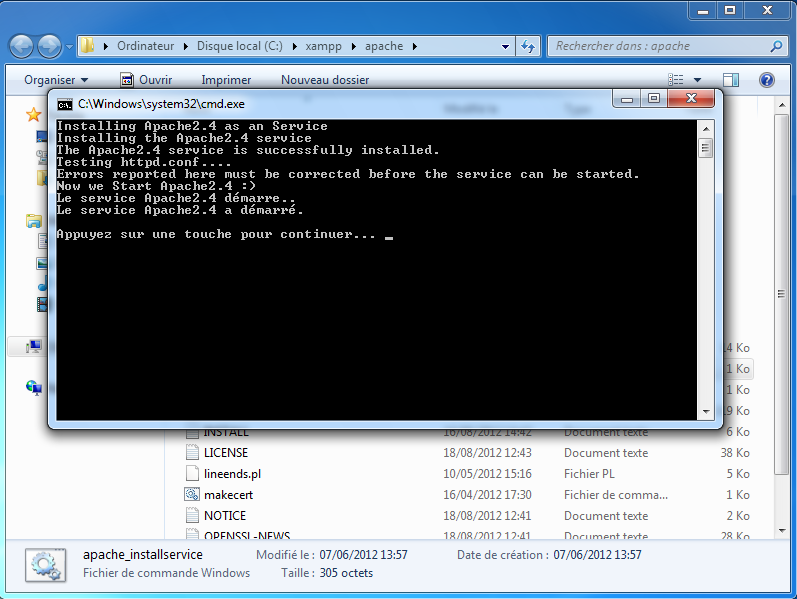 Ordinateur ▸ Disque local (C:) ▸ xampp ▸ apache ▸
Rechercher dans : apache
Organiser Ouvrir Imprimer Nouveau dossier
C:\Windows\system32\cmd.exe
Installing Apache2.4 as an Service
Installing the Apache2.4 service
The Apache2.4 service is successfully installed.
Testing httpd.conf....
Errors reported here must be corrected before the service can be started.
Now we Start Apache2.4 :)
Le service Apache2.4 démarre..
Le service Apache2.4 a démarré.
Appuyez sur une touche pour continuer... _
Ko
1 Ko
1 Ko
Ko
INSTALL 16/08/2012 14:42 Document texte 6 Ko
LICENSE 18/08/2012 12:43 Document texte 38 Ko
lineends.pl 10/05/2012 15:16 Fichier PL 5 Ko
makecert 16/04/2012 17:30 Fichier de comma... 1 Ko
NOTICE 18/08/2012 12:41 Document texte 2 Ko
OPENSSL-NEWS 18/08/2012 12:41 Document texte 28 Ko
apache_installservice Modifié le : 07/06/2012 13:57 Date de création : 07/06/2012 13:57
Fichier de commande Windows Taille : 305 octets